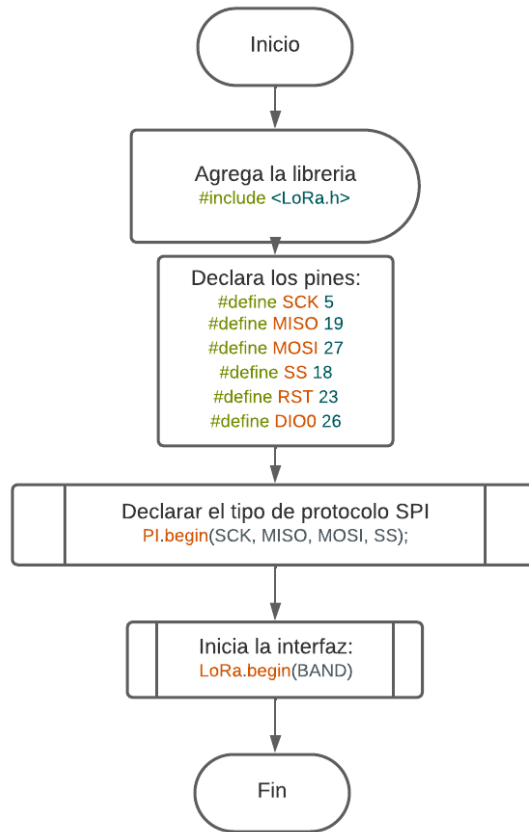 Inicio
Agrega la libreria
#include <LoRa.h>
Declara los pines:
#define SCK 5
#define MISO 19
#define MOSI 27
#define SS 18
#define RST 23
#define DIO0 26
Declarar el tipo de protocolo SPI
PI.begin(SCK, MISO, MOSI, SS);
Inicia la interfaz:
LoRa.begin(BAND)
Fin